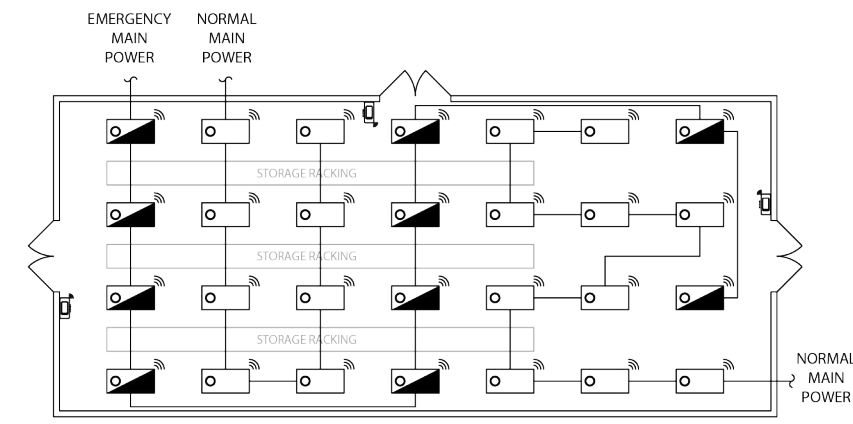 EMERGENCY
MAIN
POWER
NORMAL
MAIN
POWER
STORAGE RACKING
STORAGE RACKING
STORAGE RACKING
NORMAL
MAIN
POWER